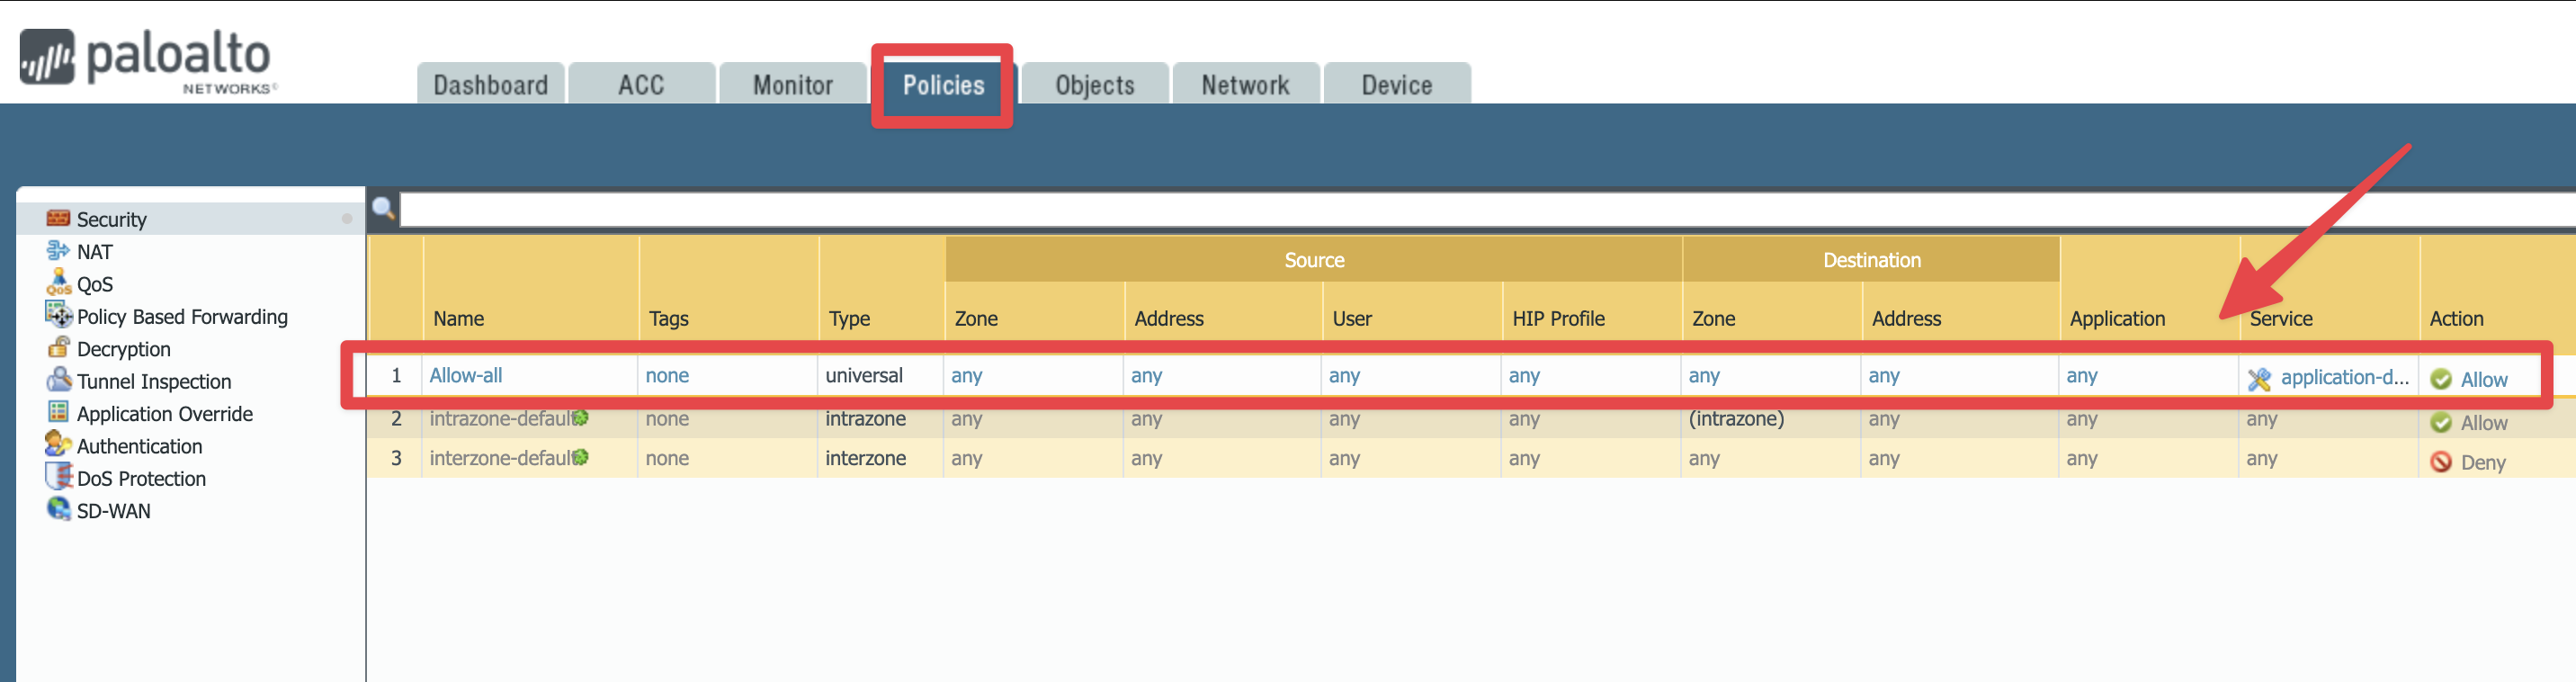 paloalto
NETWORKS
Dashboard ACC Monitor Policies Objects Network Device
Security
NAT
QoS
Policy Based Forwarding
Decryption
Tunnel Inspection
Application Override
Authentication
DoS Protection
SD-WAN
Source Destination
Name Tags Type Zone Address User HIP Profile Zone Address Application Service Action
1 Allow-all none universal any any any any any any any application-d... Allow
2 intrazone-default none intrazone any any any any (intrazone) any any any Allow
3 interzone-default none interzone any any any any any any any any Deny